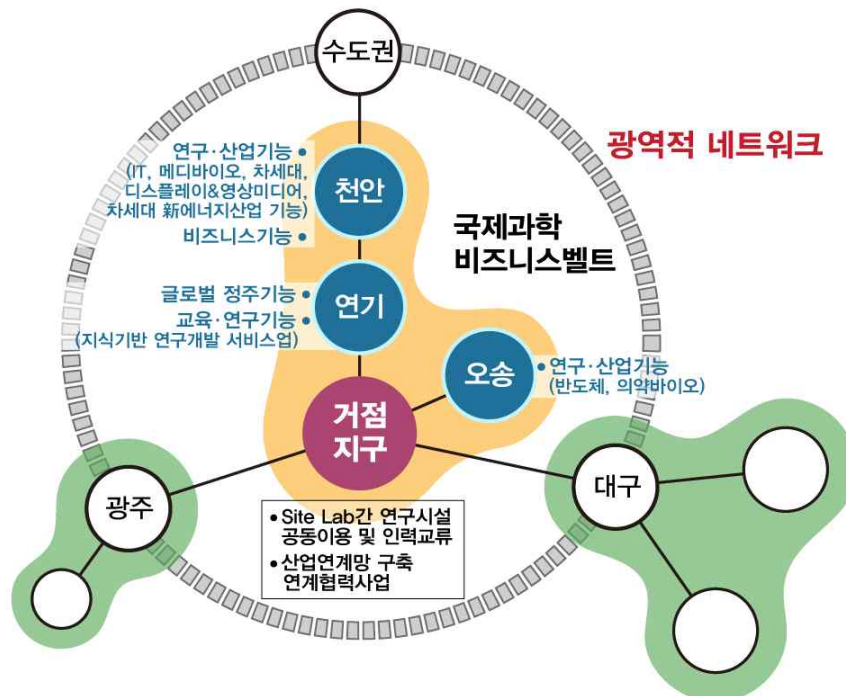 수도권
광역적 네트워크
연구·산업기능 •
(IT, 메디바이오, 차세대,
디스플레이&영상미디어,
차세대 新에너지산업 기능)
비즈니스기능 •
천안
국제과학
비즈니스벨트
글로벌 정주기능 •
교육·연구기능 •
(지식기반 연구개발 서비스업)
연기
오송
• 연구·산업기능
(반도체, 의약바이오)
거점
지구
광주
대구
• Site Lab간 연구시설
공동이용 및 인력교류
• 산업연계망 구축
연계협력사업